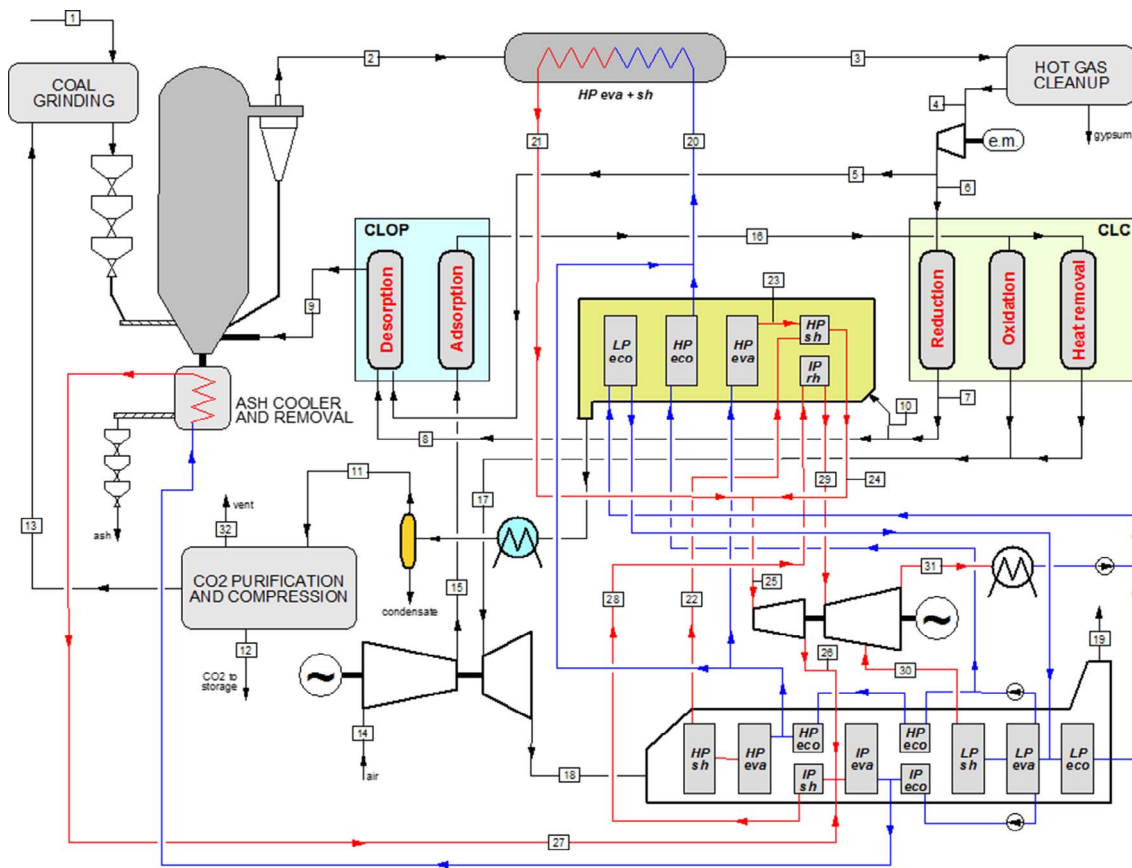 1
2
3
COAL
GRINDING
HP eva + sh
HOT GAS
CLEANUP
4
gypsum
e.m.
21
20
5
6
CLOP
16
CLC
Desorption
Adsorption
Reduction
Oxidation
Heat removal
9
23
LP
eco
HP
eco
HP
eva
HP
sh
IP
rh
ASH COOLER
AND REMOVAL
10
7
8
11
17
29
24
13
vent
32
ash
CO2 PURIFICATION
AND COMPRESSION
condensate
15
12
CO2 to
storage
28
22
25
31
26
19
30
14
air
18
HP
sh
HP
eva
HP
eco
IP
sh
IP
eva
HP
eco
IP
eco
LP
sh
LP
eva
LP
eco
27